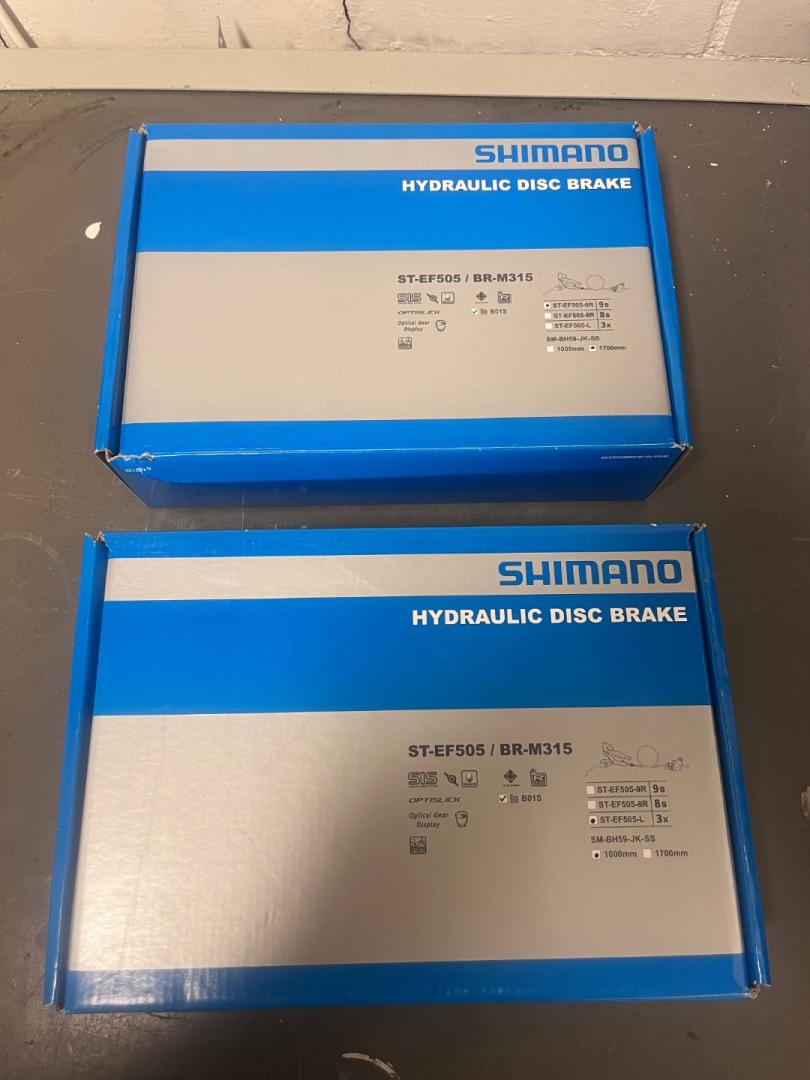 SHIMANO
HYDRAULIC DISC BRAKE
ST-EF505 / BR-M315
SIS
OPTISLICK
B01S
Optical Gear
Display
ST-EF505-9R 9s
ST-EF505-8R 8s
ST-EF505-L 3x
SM-BH59-JK-SS
1000mm 1700mm
SHIMANO
HYDRAULIC DISC BRAKE
ST-EF505 / BR-M315
SIS
OPTISLICK
B01S
Optical Gear
Display
ST-EF505-9R 9s
ST-EF505-8R 8s
ST-EF505-L 3x
SM-BH59-JK-SS
1000mm 1700mm